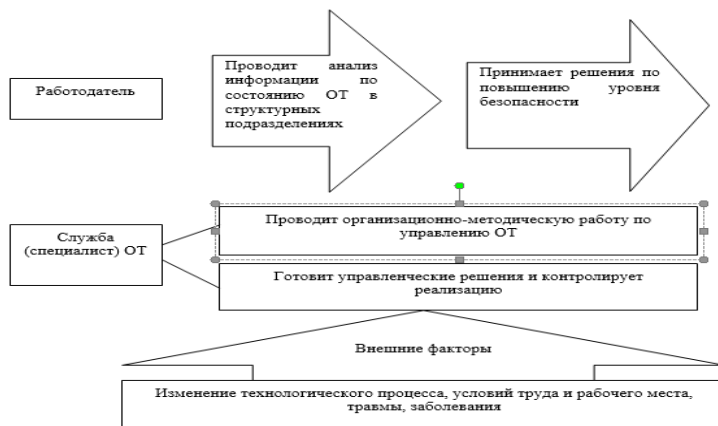 Работодатель
Проводит анализ
информации по
состоянию ОТ в
структурных
подразделениях
Принимает решения по
повышению уровня
безопасности
Служба
(специалист) ОТ
Проводит организационно-методическую работу по
управлению ОТ
Готовит управленческие решения и контролирует
реализацию
Внешние факторы
Изменение технологического процесса, условий труда и рабочего места,
травмы, заболевания